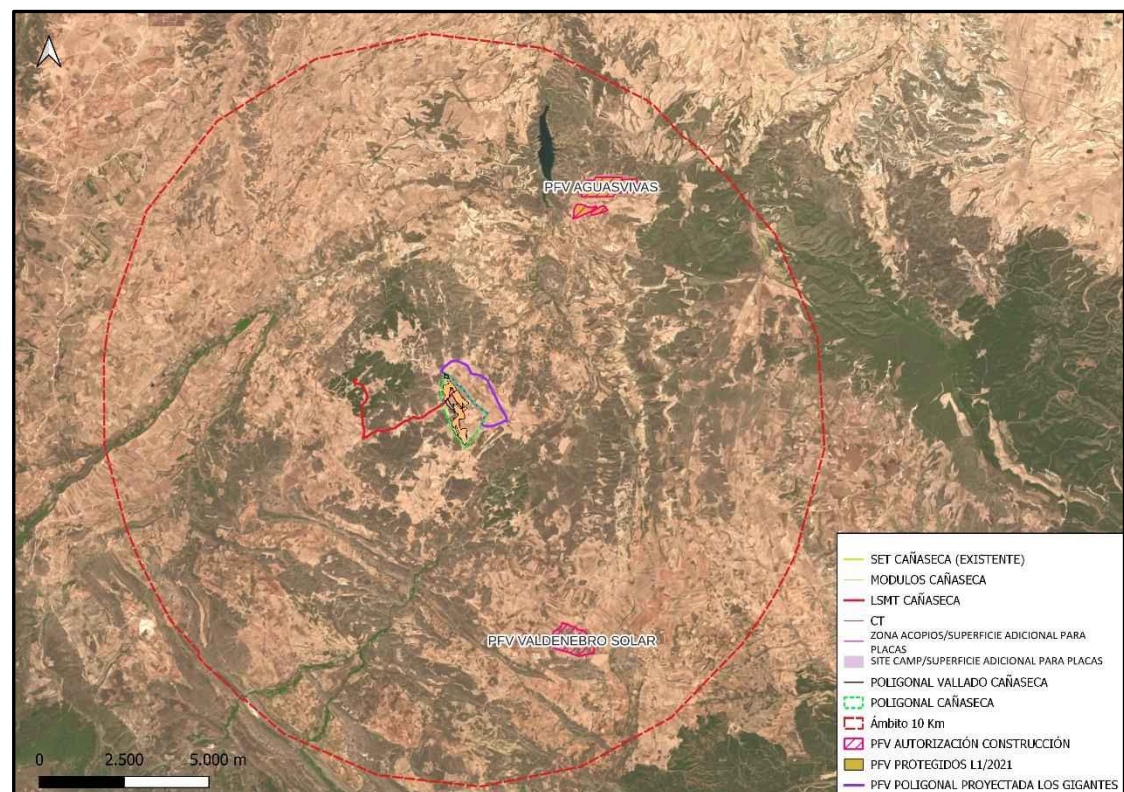 PFV AGUASVIVAS
PFV VALDENEBRO SOLAR
0 2.500 5.000 m
SET CAÑASECA (EXISTENTE)
MODULOS CAÑASECA
LSMT CAÑASECA
CT
ZONA ACOPIOS/SUPERFICIE ADICIONAL PARA
PLACAS
SITE CAMP/SUPERFICIE ADICIONAL PARA PLACAS
POLIGONAL VALLADO CAÑASECA
POLIGONAL CAÑASECA
Ámbito 10 Km
PFV AUTORIZACIÓN CONSTRUCCIÓN
PFV PROTEGIDOS L1/2021
PFV POLIGONAL PROYECTADA LOS GIGANTES